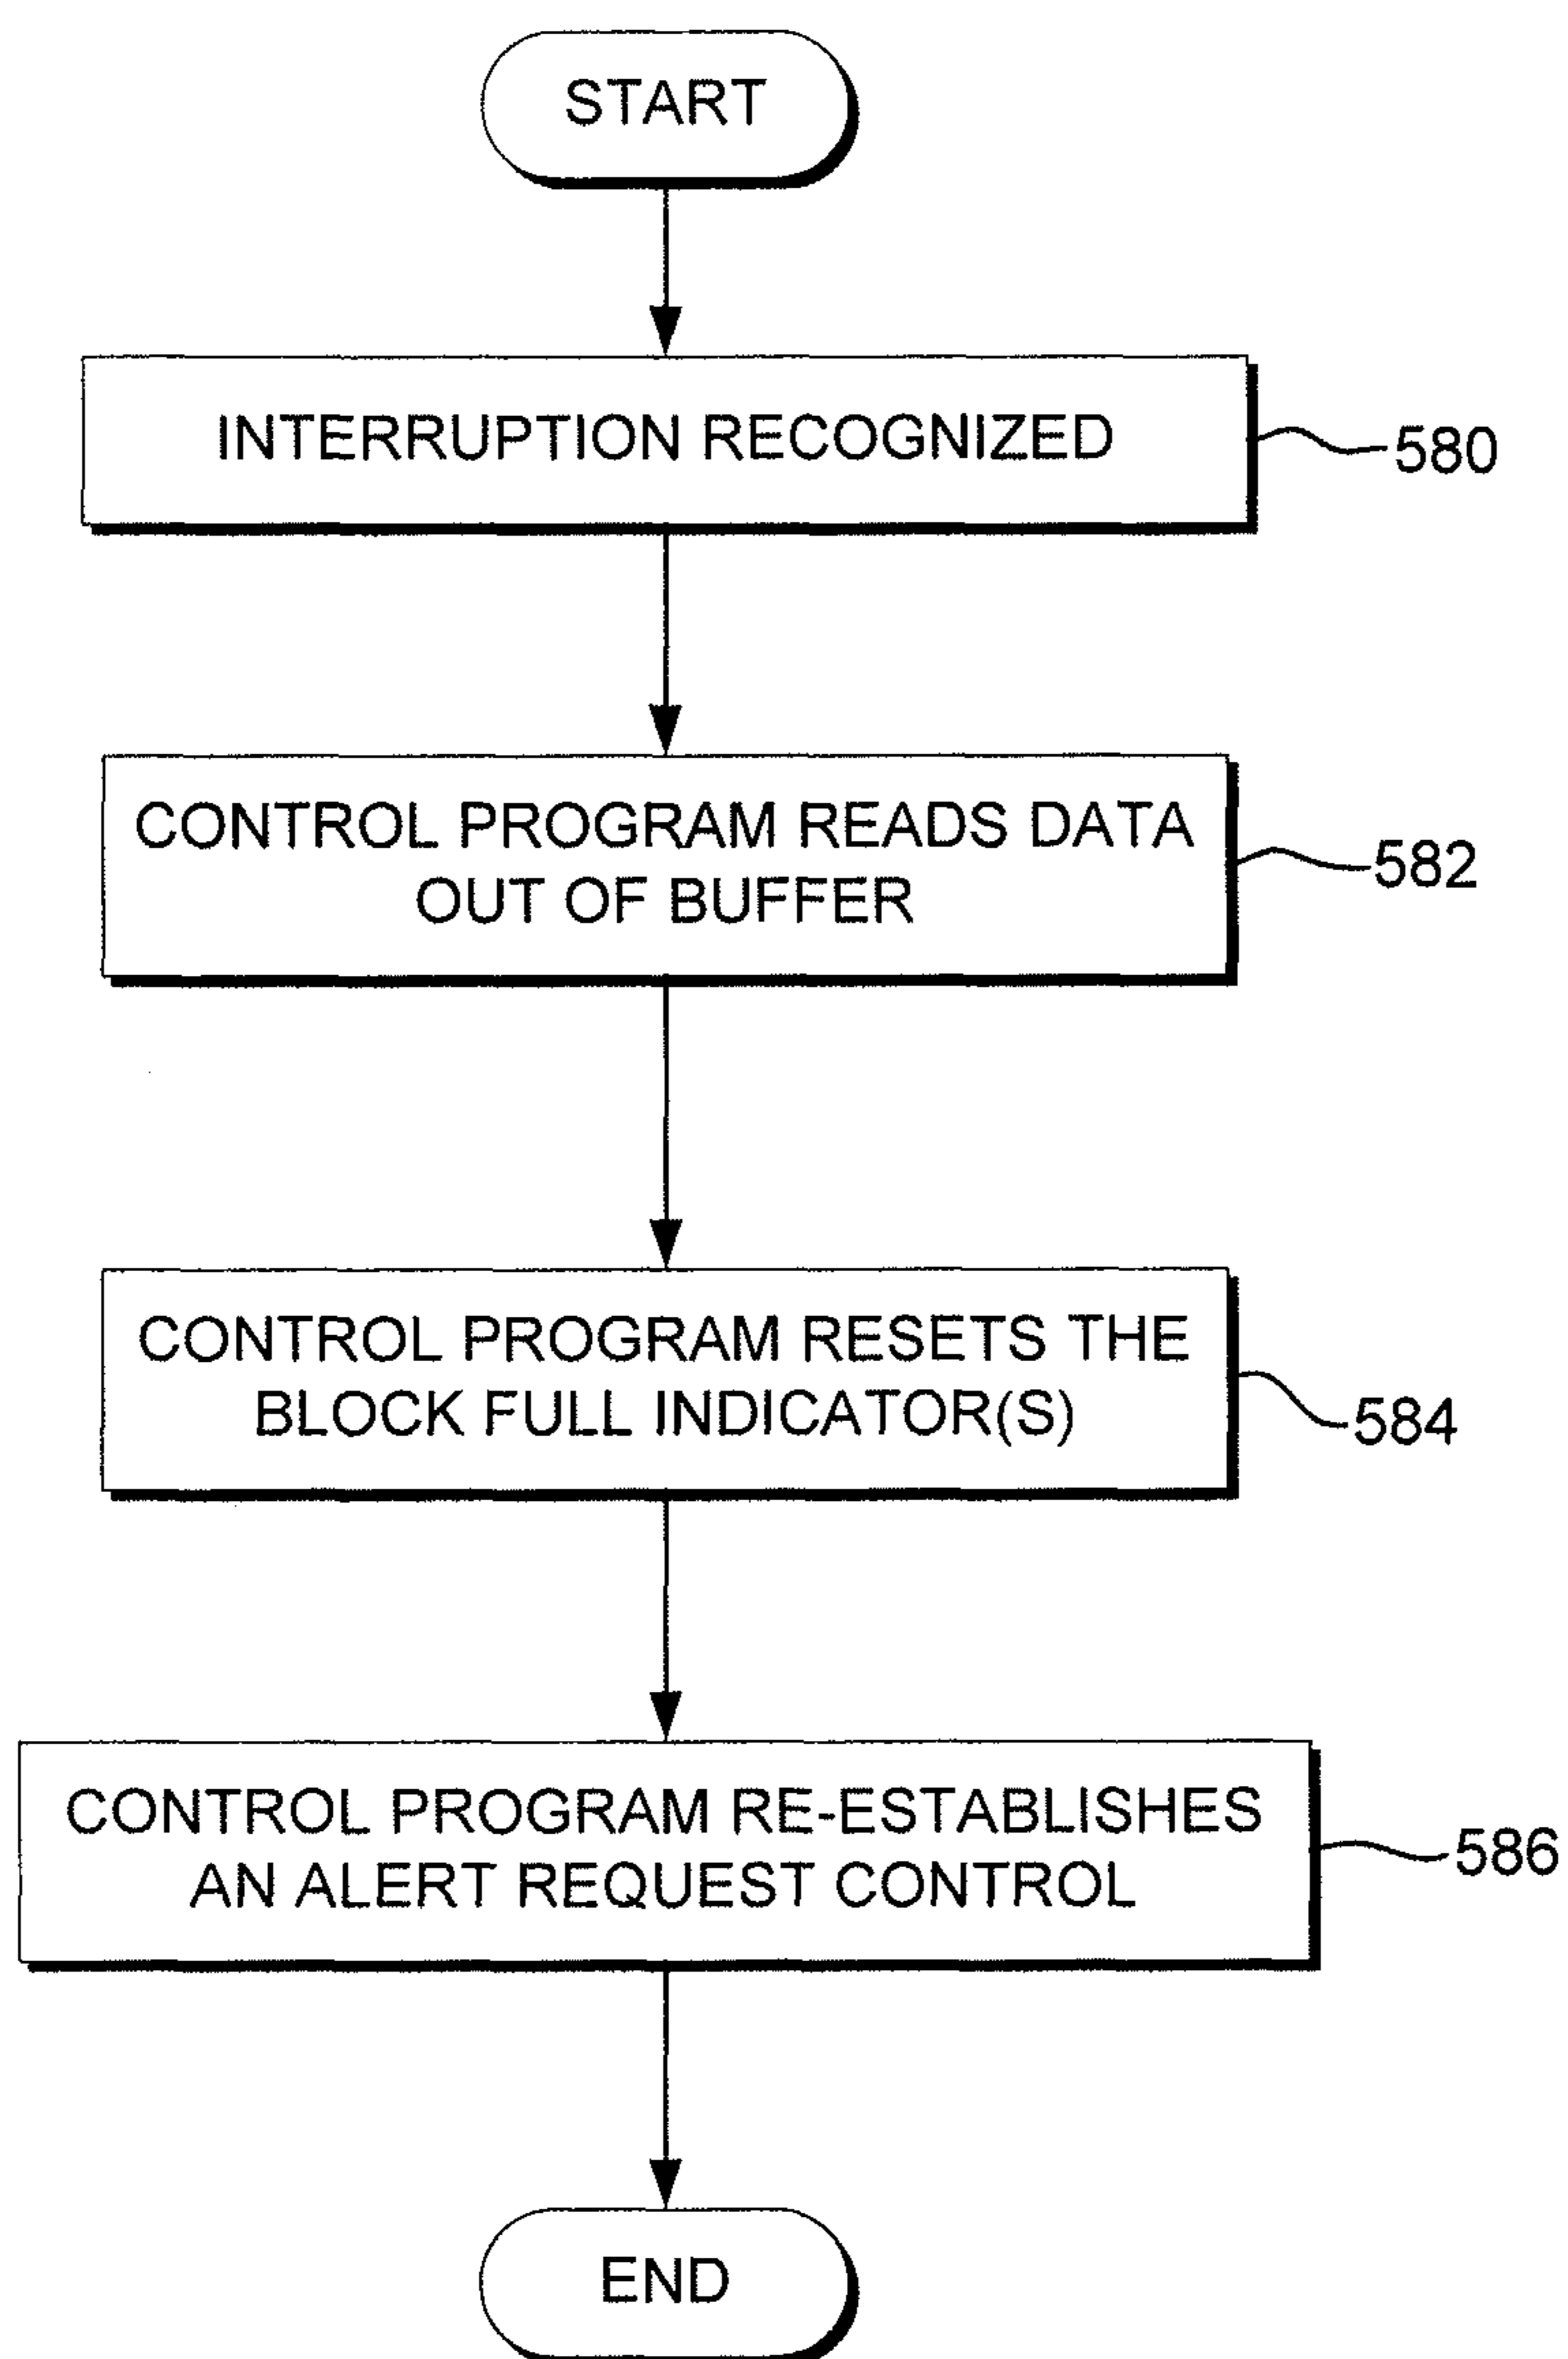 START
INTERRUPTION RECOGNIZED
580
CONTROL PROGRAM READS DATA
OUT OF BUFFER
582
CONTROL PROGRAM RESETS THE
BLOCK FULL INDICATOR(S)
584
CONTROL PROGRAM RE-ESTABLISHES
AN ALERT REQUEST CONTROL
586
END